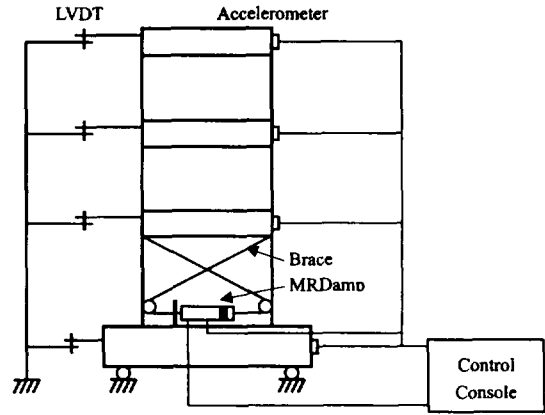 LVDT
Accelerometer
Brace
MRDamp
Control
Console